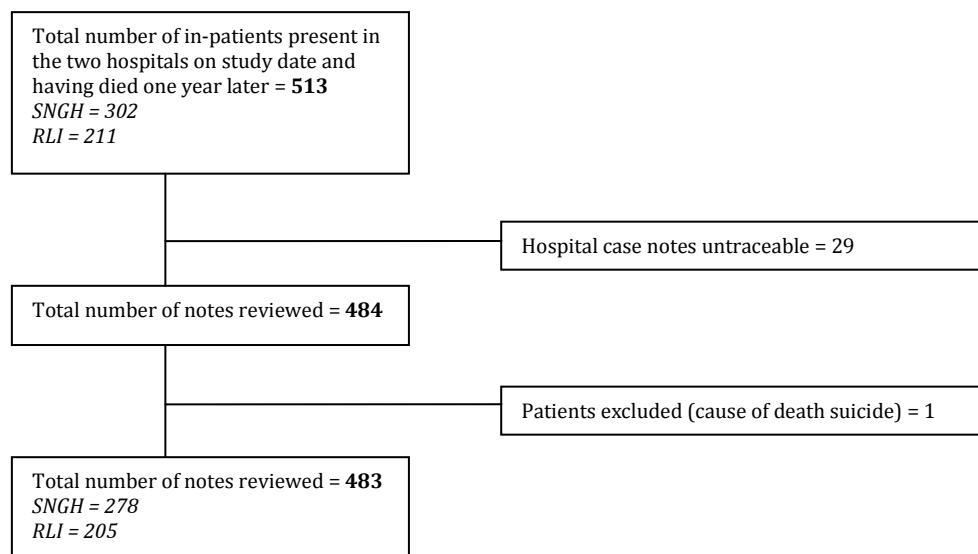 Total number of in-patients present in
the two hospitals on study date and
having died one year later = 513
SNGH = 302
RLI = 211
Hospital case notes untraceable = 29
Total number of notes reviewed = 484
Patients excluded (cause of death suicide) = 1
Total number of notes reviewed = 483
SNGH = 278
RLI = 205